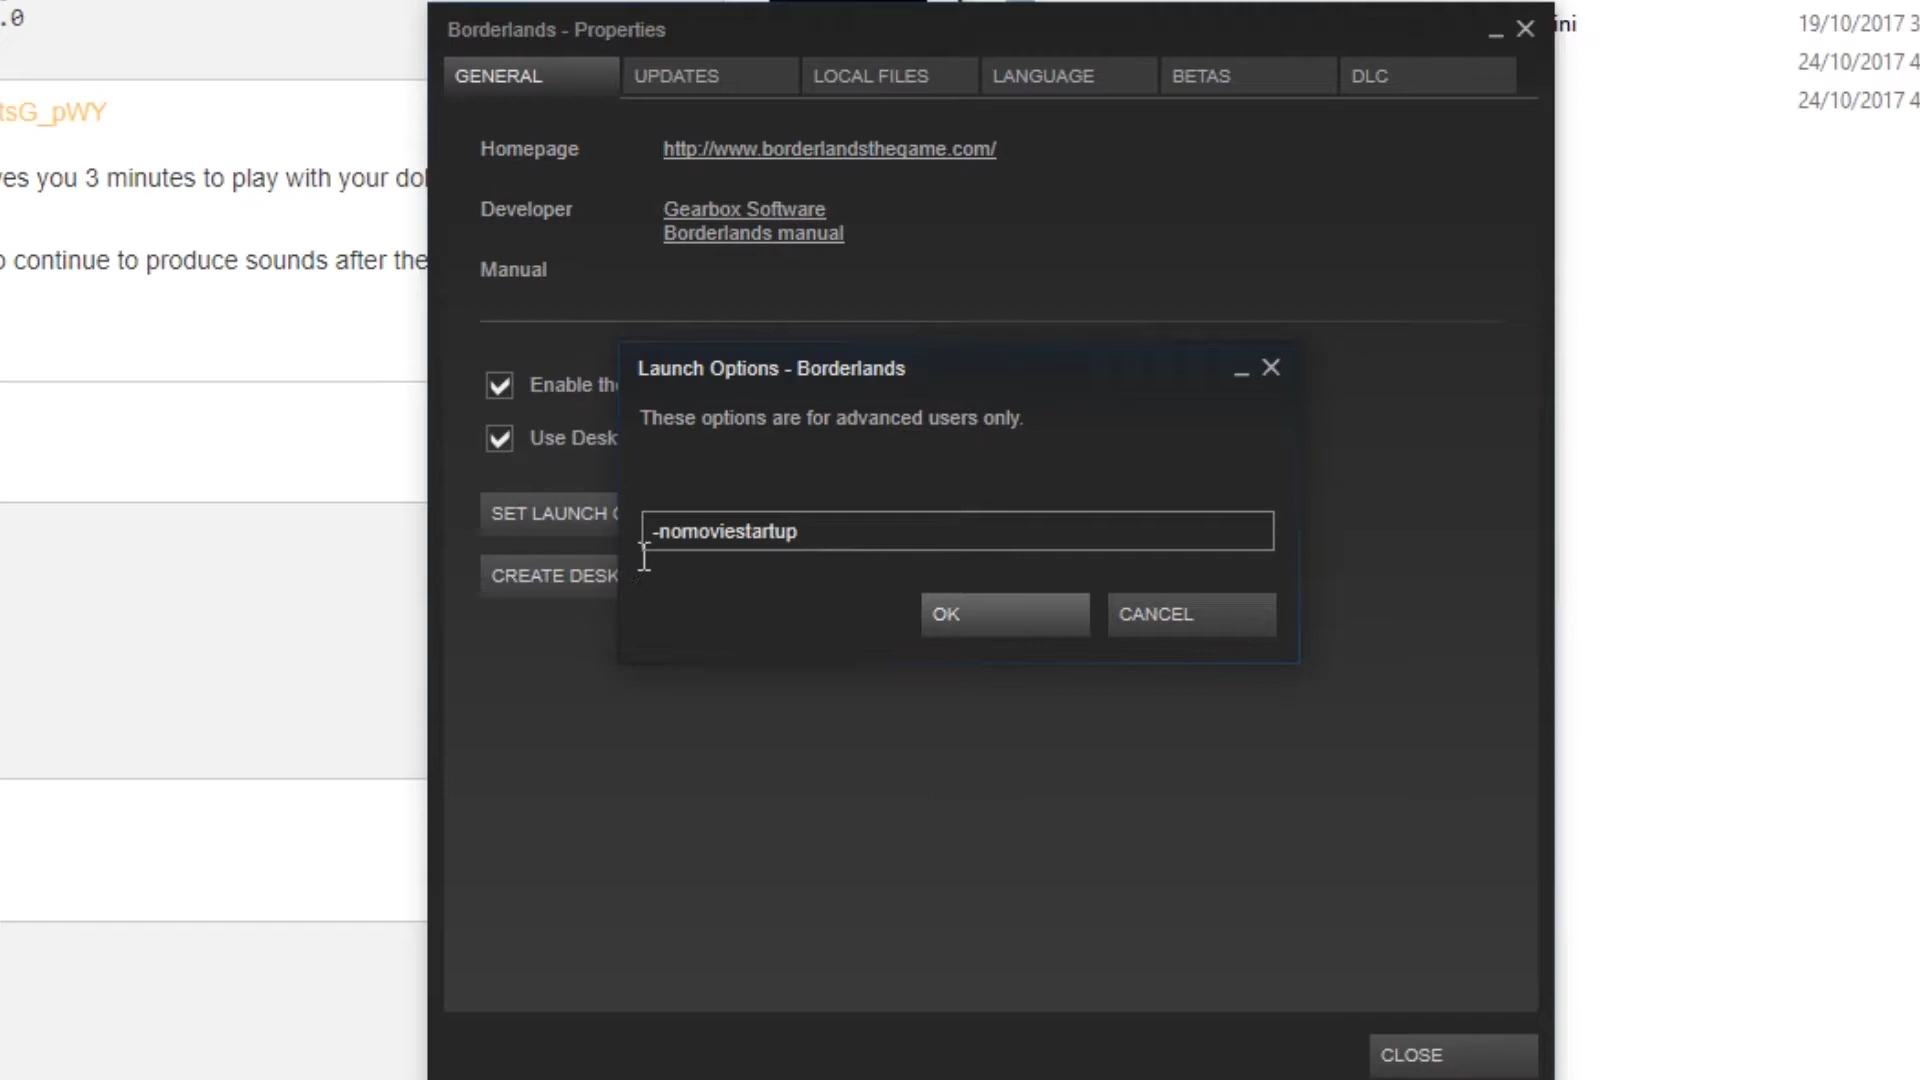 .0
Borderlands - Properties
ini
19/10/2017 3
GENERAL
UPDATES
LOCAL FILES
LANGUAGE
BETAS
DLC
24/10/2017 4
24/10/2017 4
tsG_pWY
Homepage
http://www.borderlandsthegame.com/
es you 3 minutes to play with your dol
Developer
Gearbox Software
Borderlands manual
continue to produce sounds after the
Manual
Launch Options - Borderlands
Enable the
These options are for advanced users only.
Use Desk
SET LAUNCH O
-nomoviestartup
CREATE DESK
OK
CANCEL
CLOSE